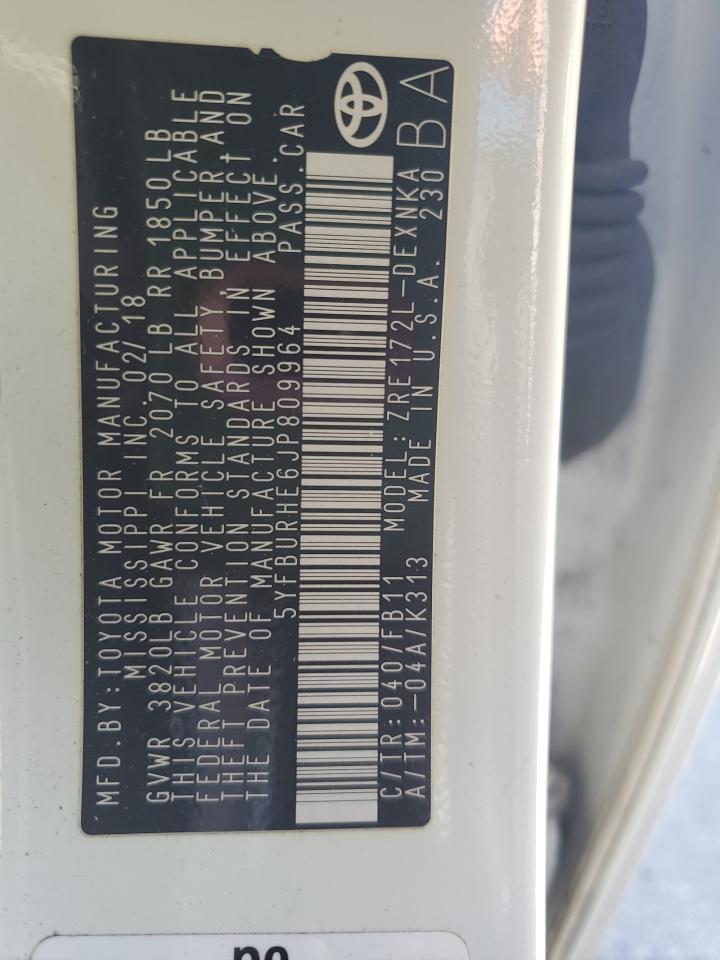 MFD.BY:TOYOTA MOTOR MANUFACTURING
MISSISSIPPI INC. 02/18
GVWR 3820LB GAWR FR 2070 LB RR 1850LB
THIS VEHICLE CONFORMS TO ALL APPLICABLE
FEDERAL MOTOR VEHICLE SAFETY BUMPER, AND
THEFT PREVENTION STANDARDS IN EFFECT ON
THE DATE OF MANUFACTURE SHOWN ABOVE.
5YFBURHE6JP809964 PASS.CAR
C/TR:040/FB11 MODEL: ZRE172L-DEXNKA
A/TM:-04A/K313 MADE IN U.S.A. 230
BA